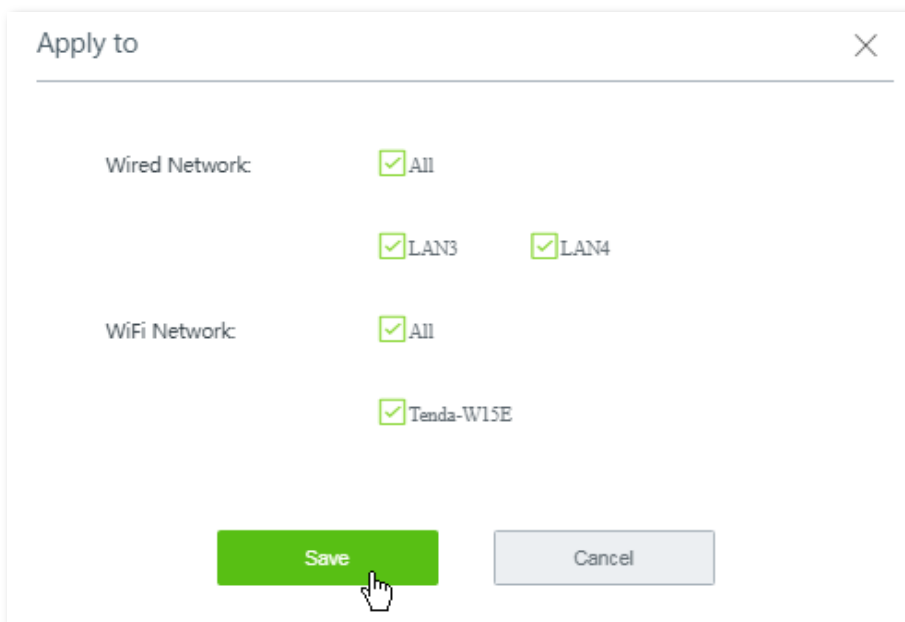 Apply to
Wired Network: All
LAN3 LAN4
WiFi Network: All
Tenda-W15E
Save Cancel